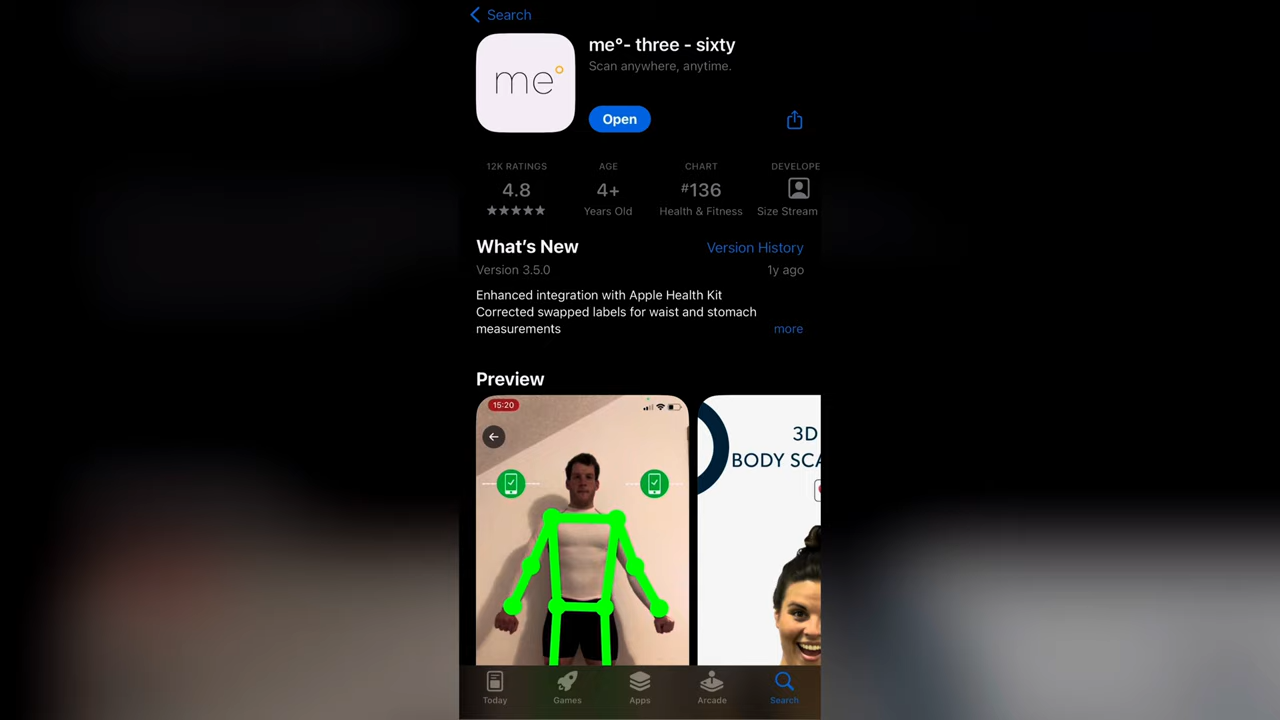 Search
me°
me°- three - sixty
Scan anywhere, anytime.
Open
12K RATINGS
4.8
★★★★★
AGE
4+
Years Old
CHART
#136
Health & Fitness
DEVELOPE
Size Stream
What's New
Version History
Version 3.5.0
1y ago
Enhanced integration with Apple Health Kit
Corrected swapped labels for waist and stomach
measurements
more
Preview
15:20
3D
BODY SCA
Today
Games
Apps
Arcade
Search